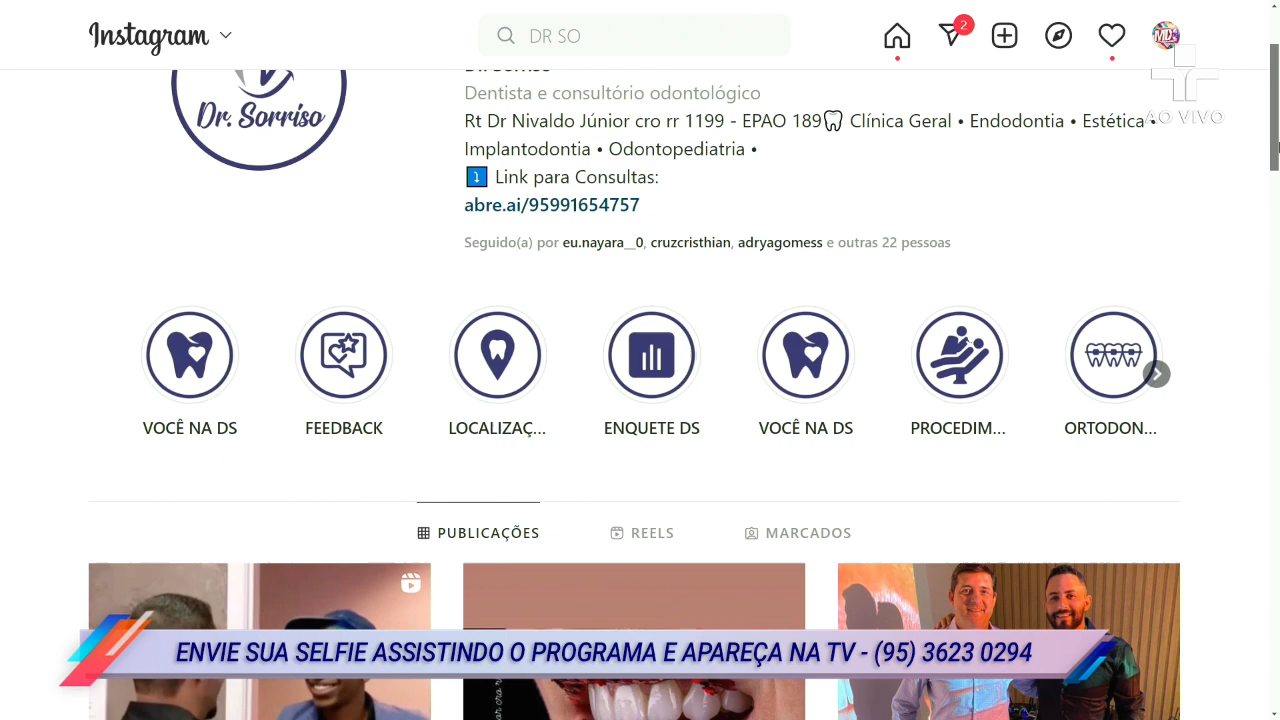 Instagram
DR SO
2
Dr. Sorriso
Dr. Sorriso
Dentista e consultório odontológico
Rt Dr Nivaldo Júnior cro rr 1199 - EPAO 189🦷 Clínica Geral • Endodontia • Estética •
Implantodontia • Odontopediatria •
⤵ Link para Consultas:
abre.ai/95991654757
Seguido(a) por eu.nayara__0, cruzcristhian, adryagomess e outras 22 pessoas
AO VIVO
VOCÊ NA DS
FEEDBACK
LOCALIZAÇ...
ENQUETE DS
VOCÊ NA DS
PROCEDIM...
ORTODON...
PUBLICAÇÕES
REELS
MARCADOS
ENVIE SUA SELFIE ASSISTINDO O PROGRAMA E APAREÇA NA TV - (95) 3623 0294